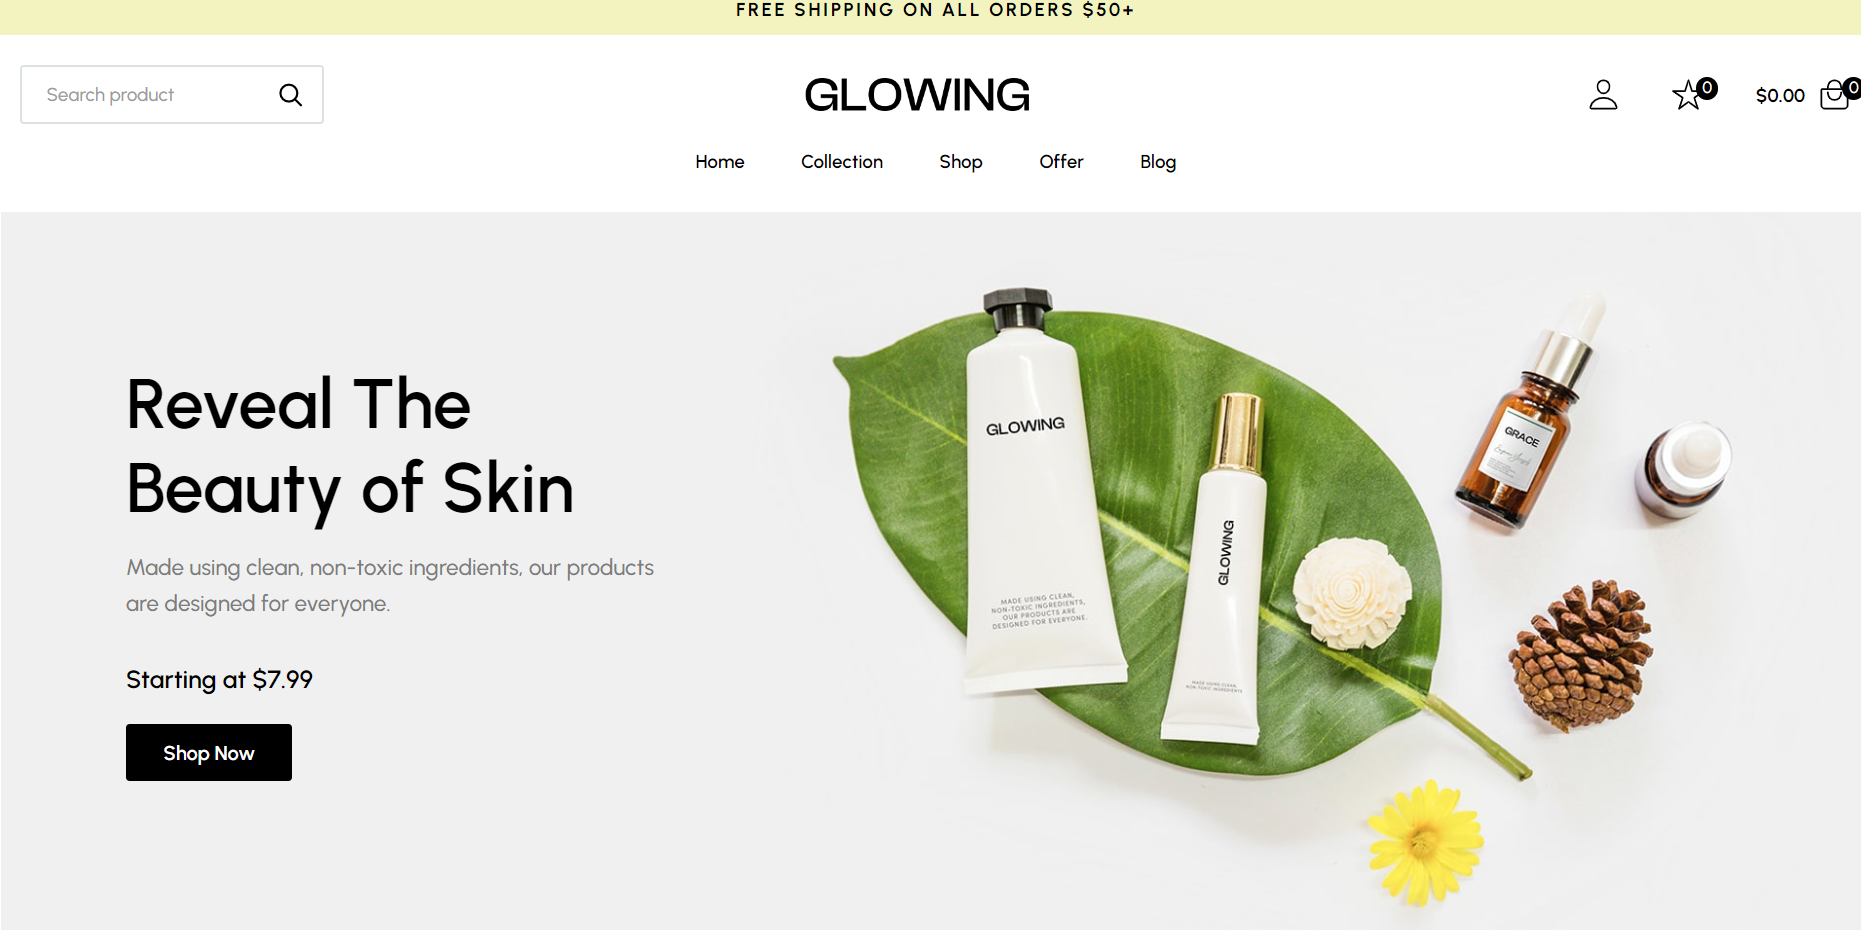 FREE SHIPPING ON ALL ORDERS $50+
Search product
GLOWING
0
$0.00
0
Home
Collection
Shop
Offer
Blog
Reveal The
Beauty of Skin
Made using clean, non-toxic ingredients, our products
are designed for everyone.
Starting at $7.99
Shop Now
GLOWING
MADE USING CLEAN,
NON-TOXIC INGREDIENTS,
OUR PRODUCTS ARE
DESIGNED FOR EVERYONE.
GLOWING
MADE USING CLEAN,
NON-TOXIC INGREDIENTS
GRACE